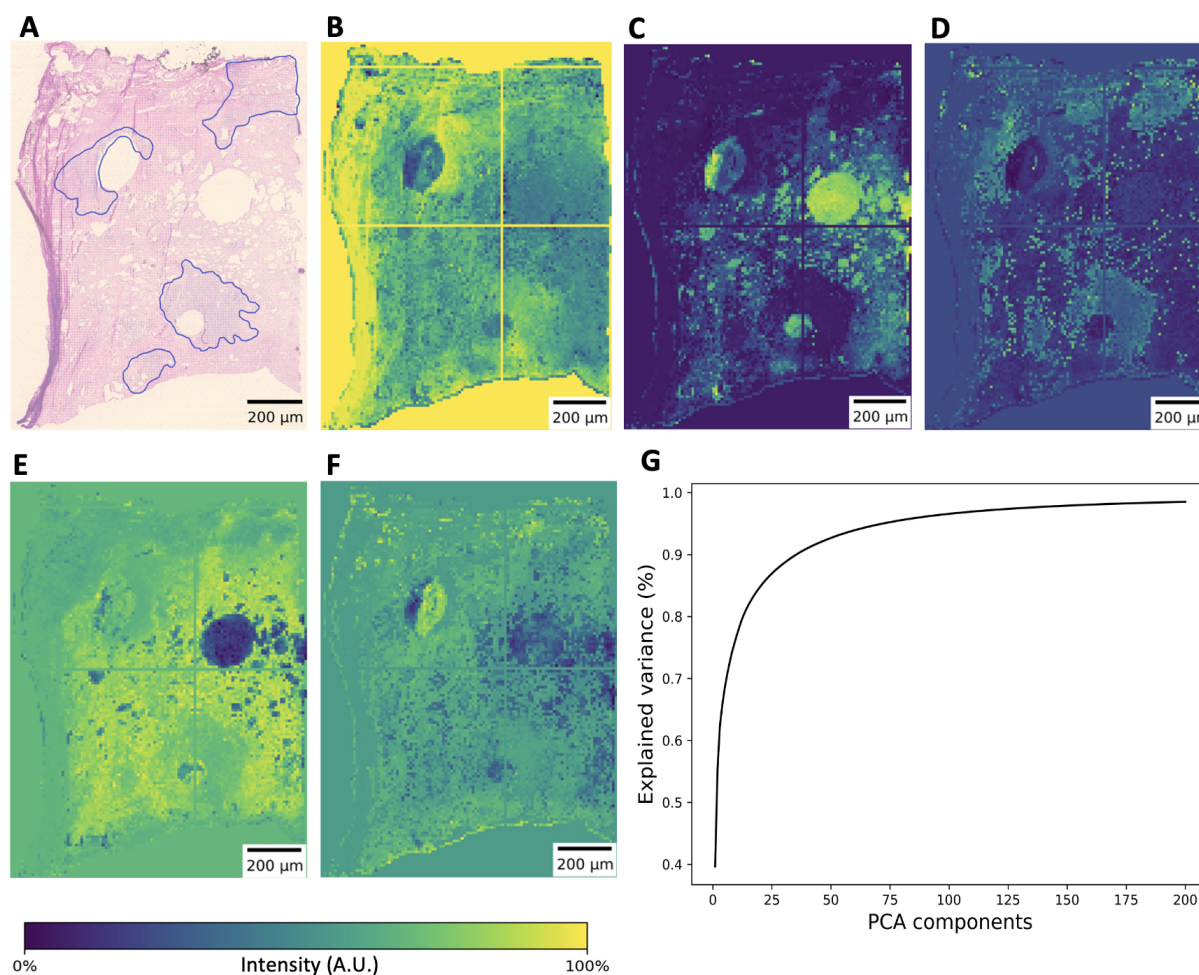 A
B
C
D
200 µm
200 µm
200 µm
200 µm
E
F
G
200 µm
200 µm
Explained variance (%)
1.0
0.9
0.8
0.7
0.6
0.5
0.4
0 25 50 75 100 125 150 175 200
PCA components
0% Intensity (A.U.) 100%